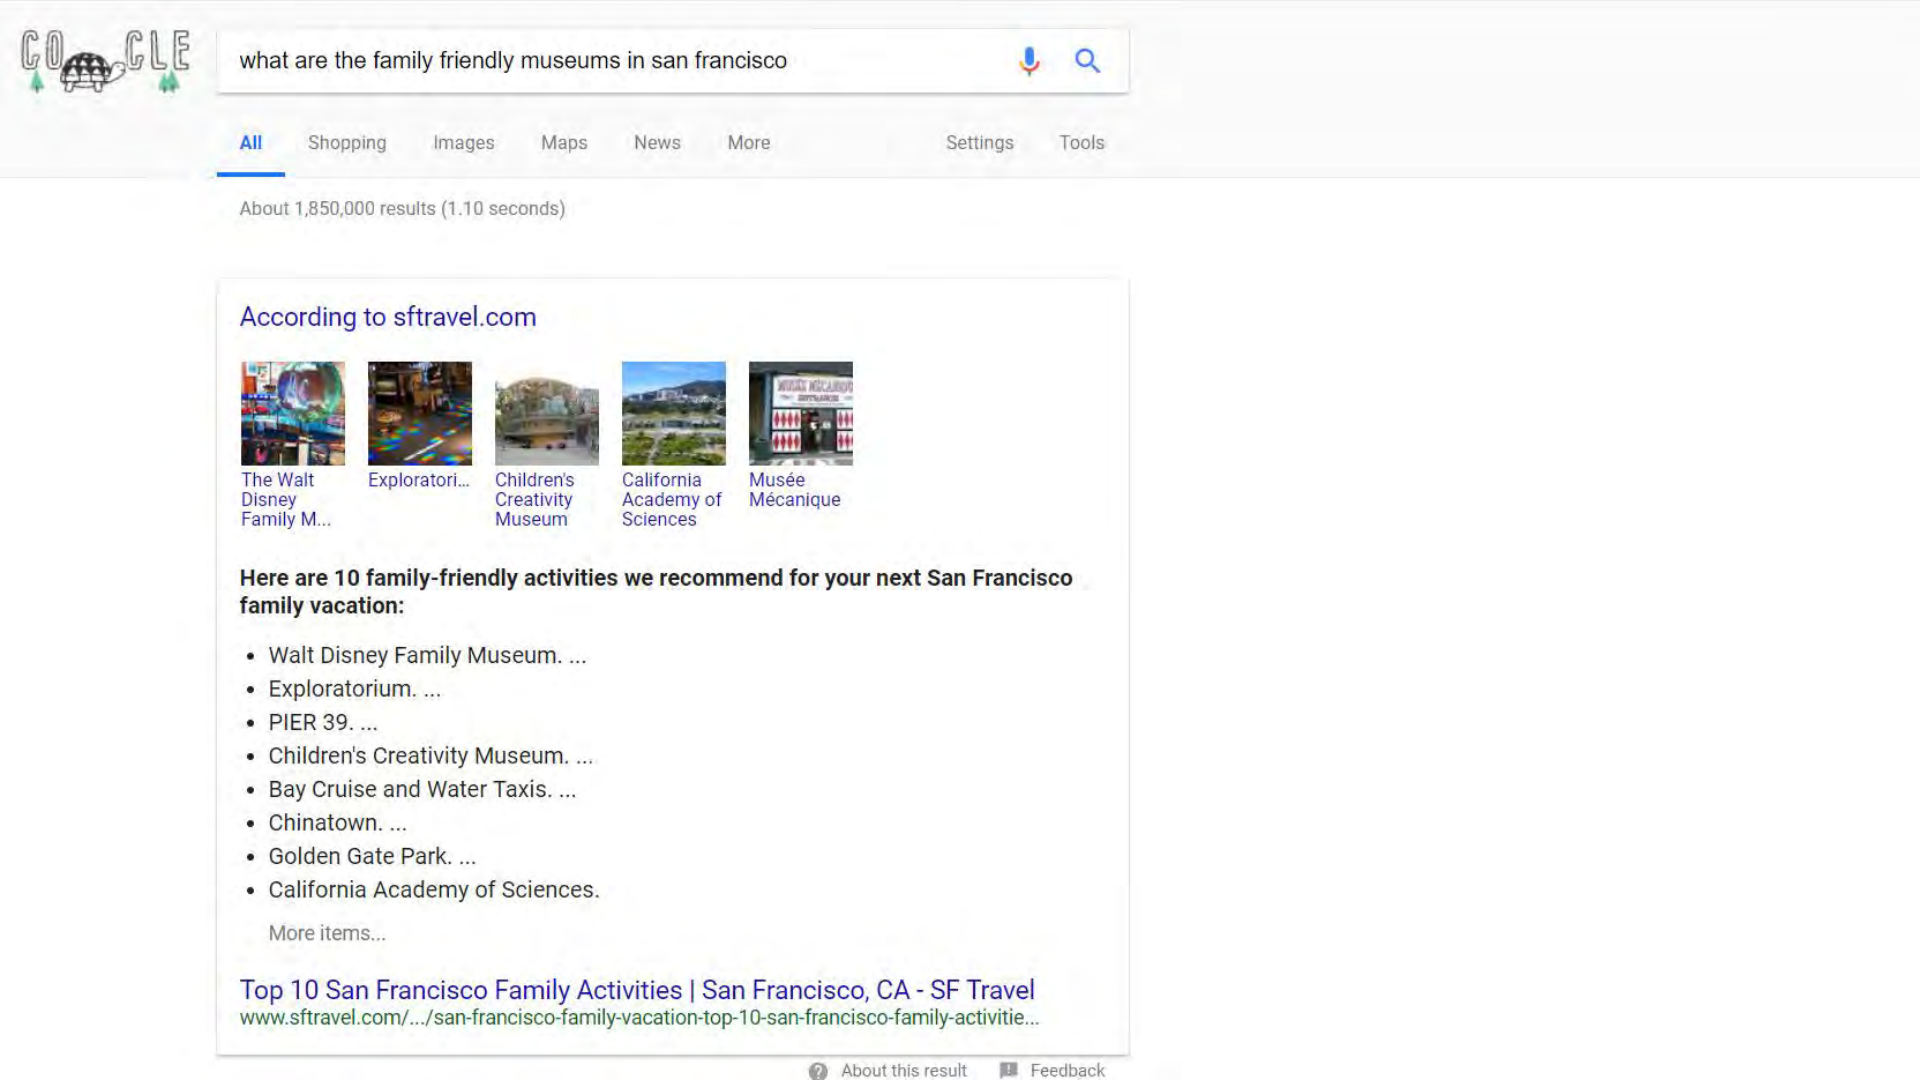 GO GLE
what are the family friendly museums in san francisco
All Shopping Images Maps News More Settings Tools
About 1,850,000 results (1.10 seconds)
According to sftravel.com
MUSÉE MÉCANIQUE
ENTRANCE
The Walt
Disney
Family M...
Exploratori...
Children's
Creativity
Museum
California
Academy of
Sciences
Musée
Mécanique
Here are 10 family-friendly activities we recommend for your next San Francisco
family vacation:
• Walt Disney Family Museum. ...
• Exploratorium. ...
• PIER 39. ...
• Children's Creativity Museum. ...
• Bay Cruise and Water Taxis. ...
• Chinatown. ...
• Golden Gate Park. ...
• California Academy of Sciences.
More items...
Top 10 San Francisco Family Activities | San Francisco, CA - SF Travel
www.sftravel.com/.../san-francisco-family-vacation-top-10-san-francisco-family-activitie...
About this result Feedback